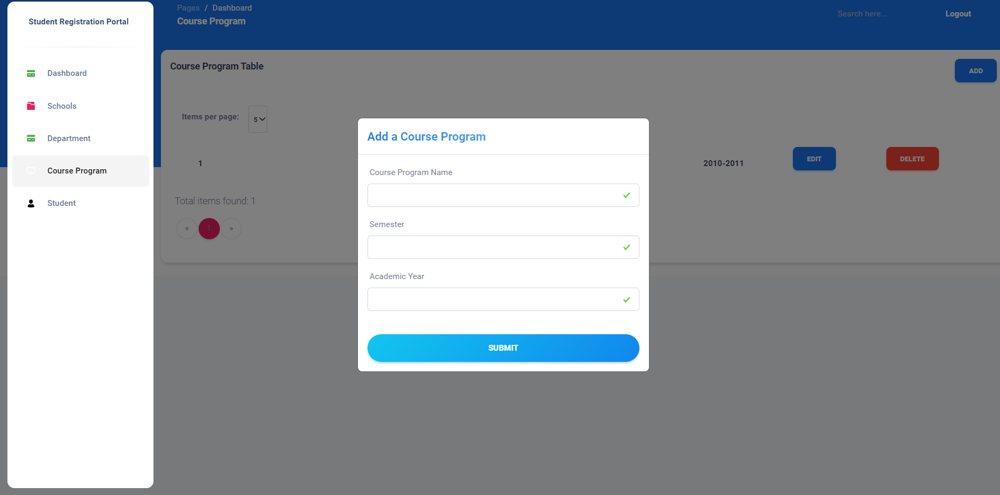 Student Registration Portal
Dashboard
Schools
Department
Course Program
Student
Pages / Dashboard
Course Program
Search here...
Logout
Course Program Table
ADD
Items per page: 5
1
2010-2011
EDIT
DELETE
Total items found: 1
« 1 »
Add a Course Program
Course Program Name
Semester
Academic Year
SUBMIT